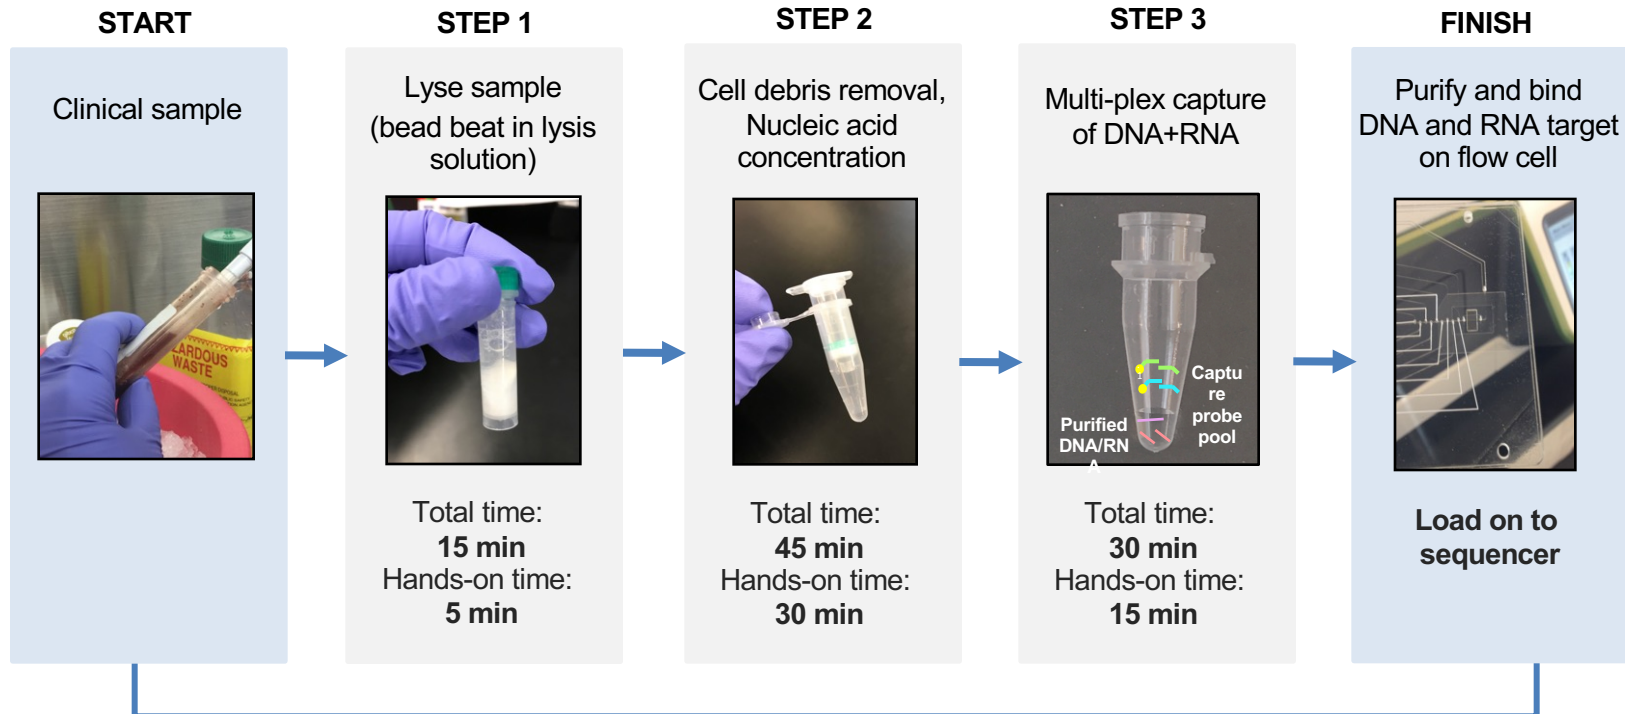 START
Clinical sample
LARDOUS
WASTE
STEP 1
Lyse sample
(bead beat in lysis
solution)
Total time:
15 min
Hands-on time:
5 min
STEP 2
Cell debris removal,
Nucleic acid
concentration
Total time:
45 min
Hands-on time:
30 min
STEP 3
Multi-plex capture
of DNA+RNA
Captu
re
probe
pool
Purified
DNA/RN
A
Total time:
30 min
Hands-on time:
15 min
FINISH
Purify and bind
DNA and RNA target
on flow cell
Load on to
sequencer